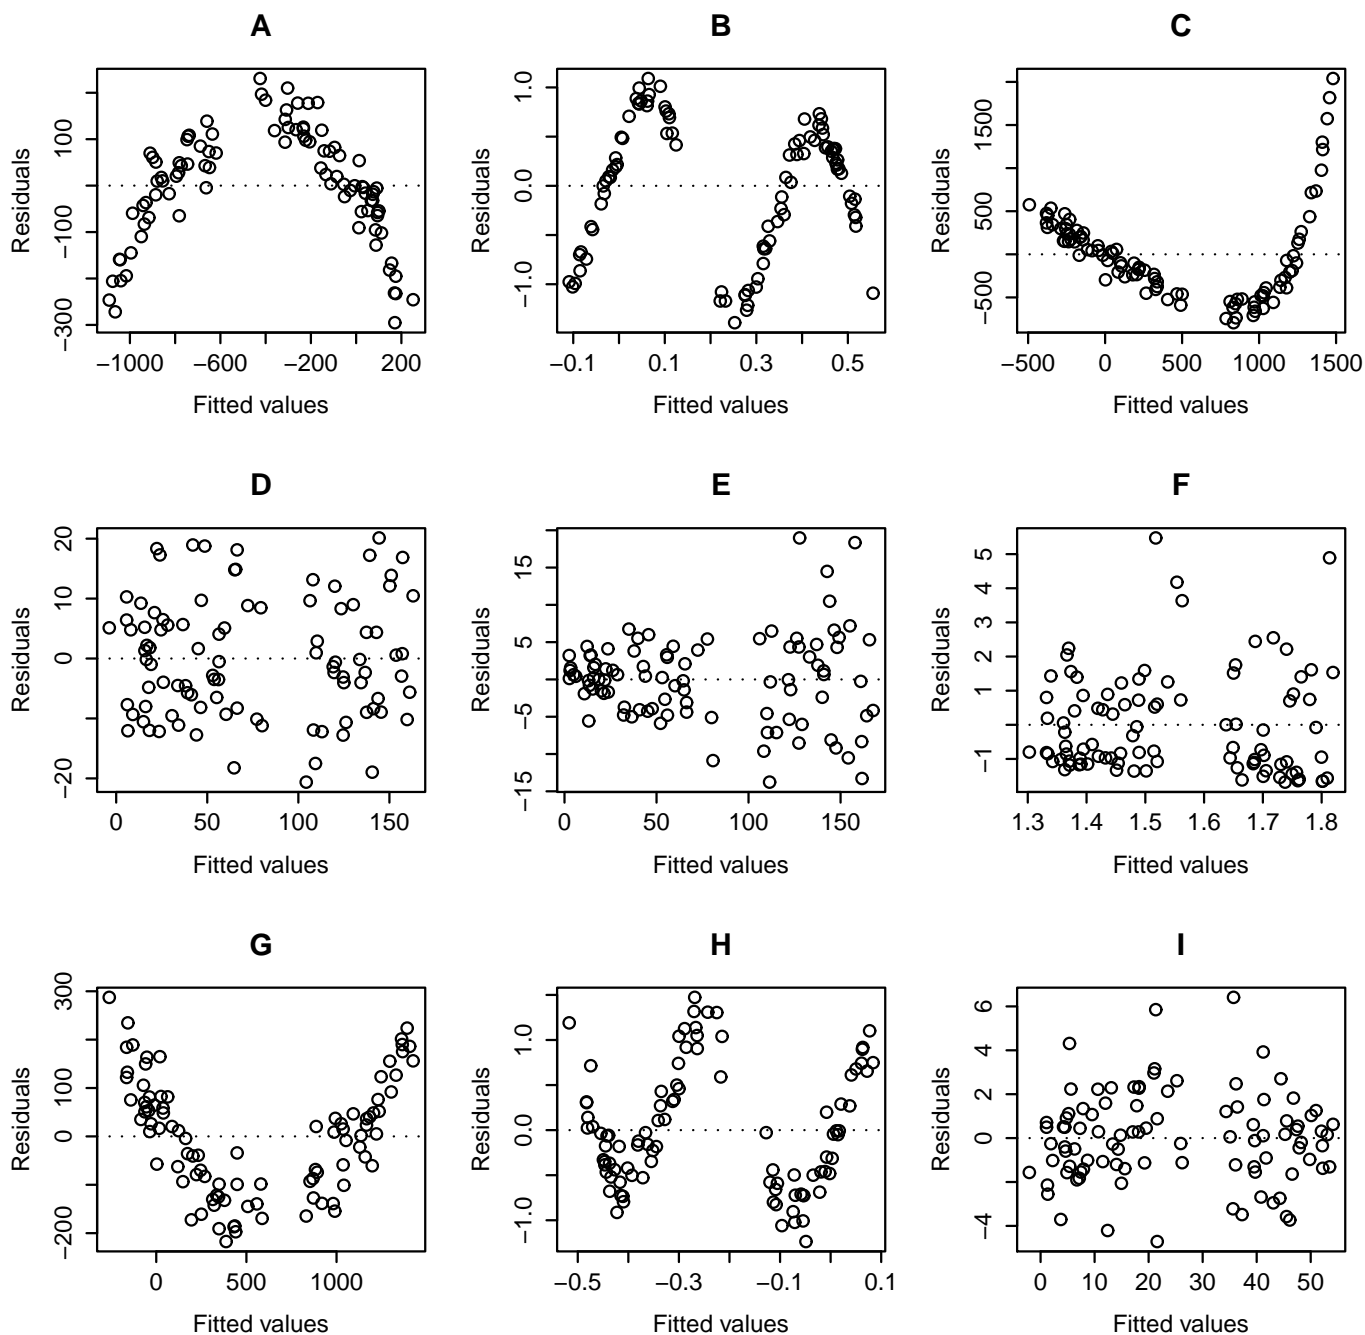 A
Residuals
−300
−100
100
−1000
−600
−200
200
Fitted values
B
Residuals
−1.0
0.0
1.0
−0.1
0.1
0.3
0.5
Fitted values
C
Residuals
−500
500
1500
−500
0
500
1000
1500
Fitted values
D
Residuals
−20
0
10
20
0
50
100
150
Fitted values
E
Residuals
−15
−5
5
15
0
50
100
150
Fitted values
F
Residuals
−1
1
2
3
4
5
1.3
1.4
1.5
1.6
1.7
1.8
Fitted values
G
Residuals
−200
0
100
300
0
500
1000
Fitted values
H
Residuals
−1.0
0.0
1.0
−0.5
−0.3
−0.1
0.1
Fitted values
I
Residuals
−4
0
2
4
6
0
10
20
30
40
50
Fitted values